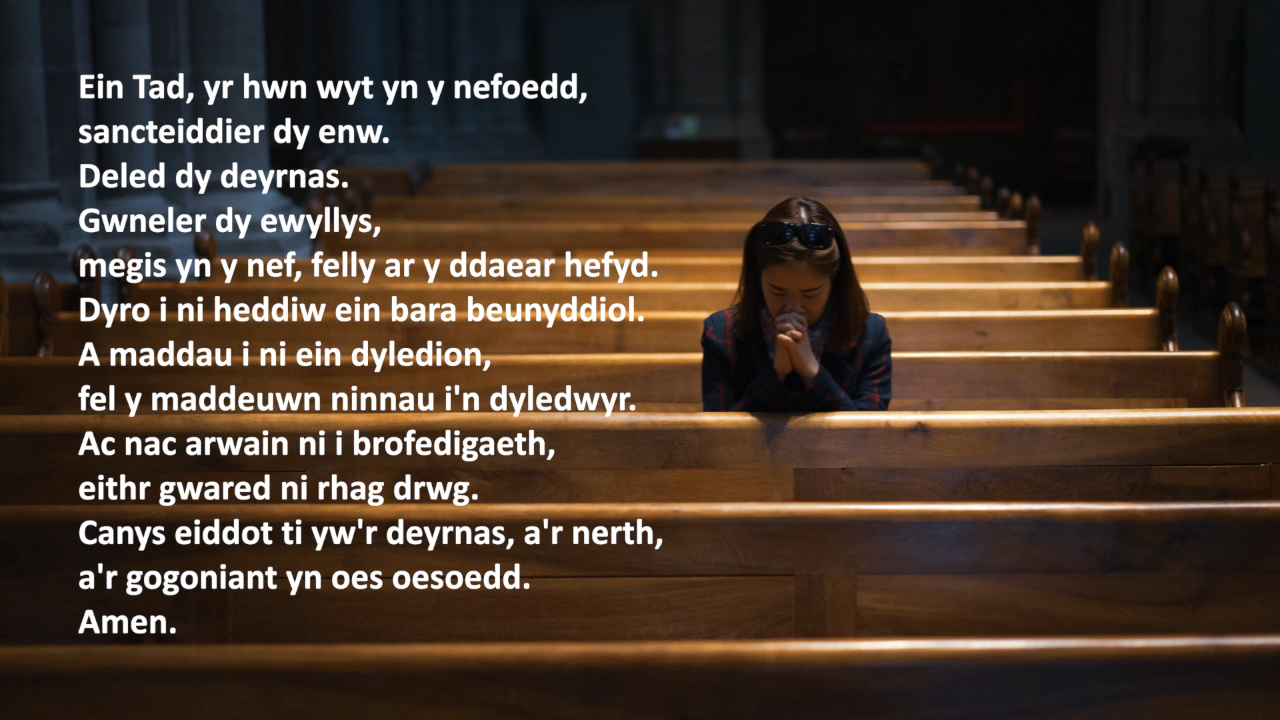 Ein Tad, yr hwn wyt yn y nefoedd,
sancteiddier dy enw.
Deled dy deyrnas.
Gwneler dy ewyllys,
megis yn y nef, felly ar y ddaear hefyd.
Dyro i ni heddiw ein bara beunyddiol.
A maddau i ni ein dyledion,
fel y maddeuwn ninnau i'n dyledwyr.
Ac nac arwain ni i brofedigaeth,
eithr gwared ni rhag drwg.
Canys eiddot ti yw'r deyrnas, a'r nerth,
a'r gogoniant yn oes oesoedd.
Amen.